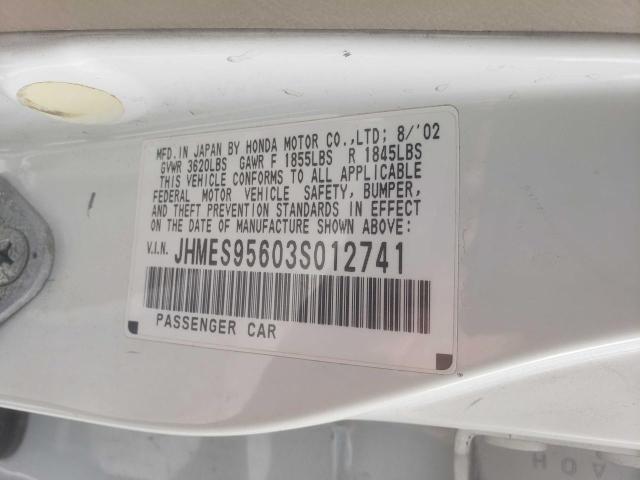 MFD. IN JAPAN BY HONDA MOTOR CO., LTD; 8/'02
GVWR 3620LBS GAWR F 1855LBS R 1845LBS
THIS VEHICLE CONFORMS TO ALL APPLICABLE
FEDERAL MOTOR VEHICLE SAFETY, BUMPER,
AND THEFT PREVENTION STANDARDS IN EFFECT
ON THE DATE OF MANUFACTURE SHOWN ABOVE:
V.I.N. JHMES95603S012741
PASSENGER CAR